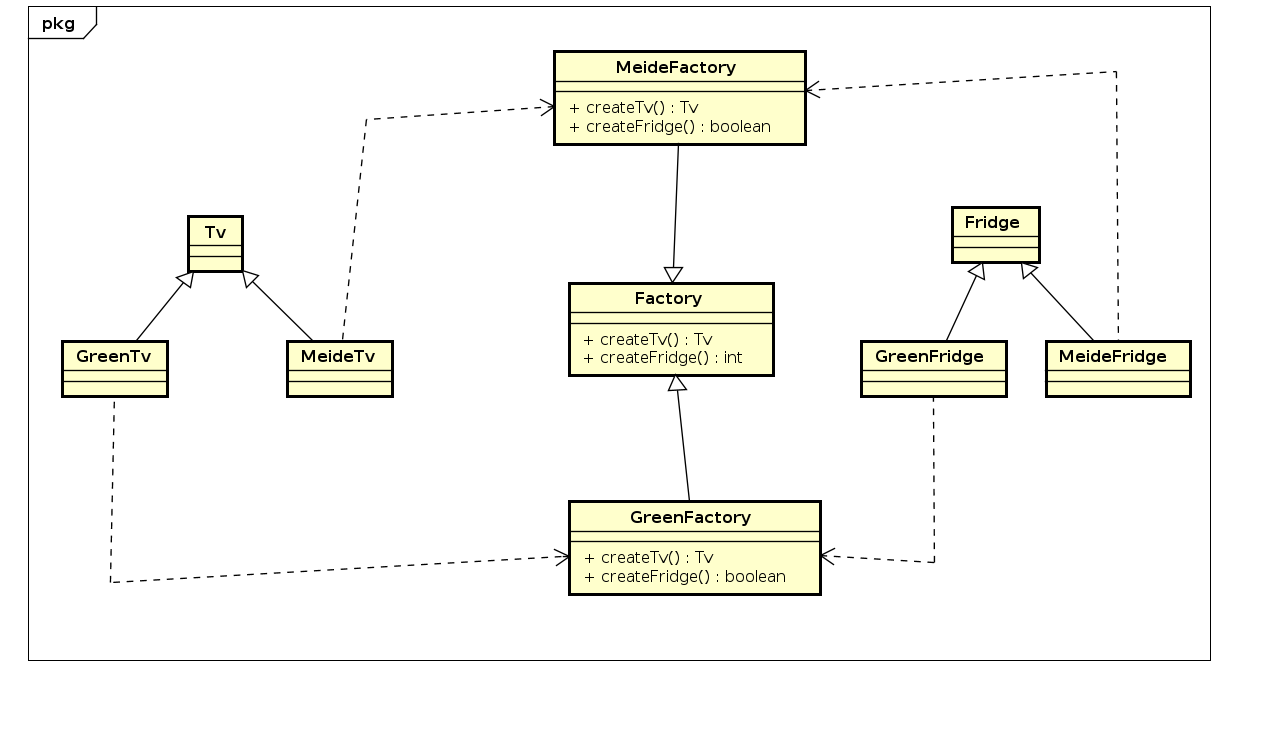 pkg
MeideFactory
+ createTv() : Tv
+ createFridge() : boolean
Tv
Fridge
Factory
+ createTv() : Tv
+ createFridge() : int
GreenTv
MeideTv
GreenFridge
MeideFridge
GreenFactory
+ createTv() : Tv
+ createFridge() : boolean